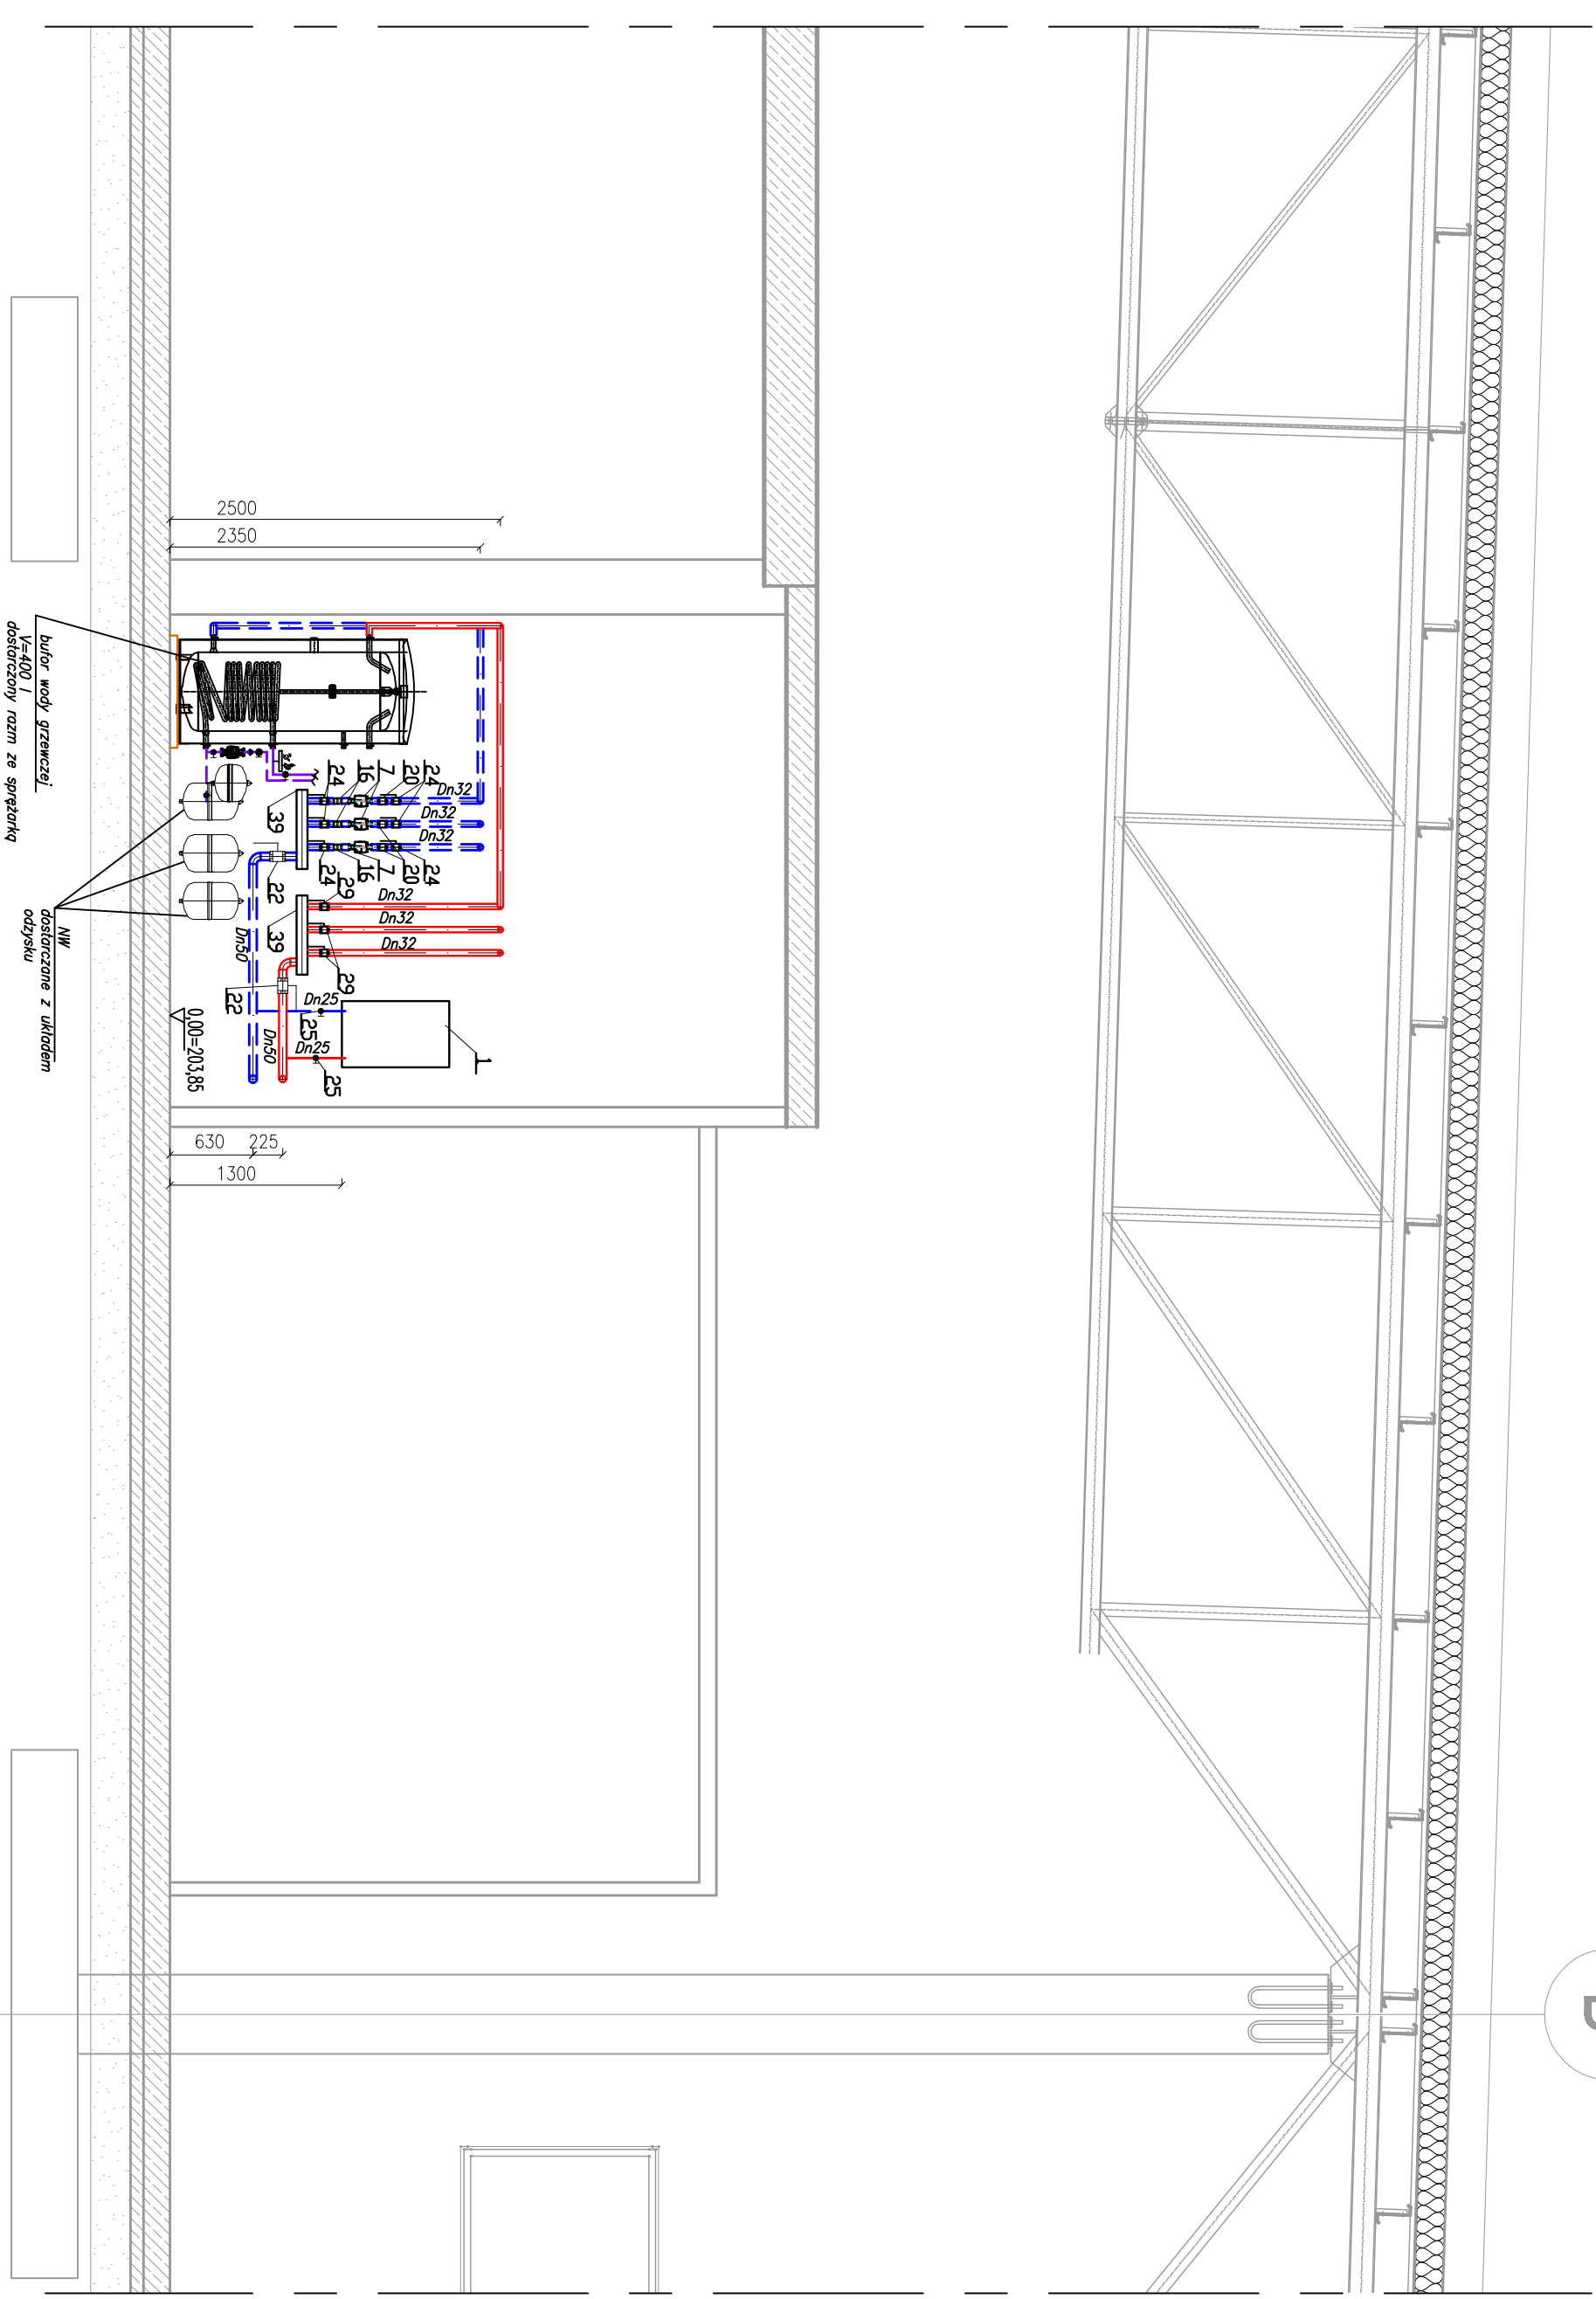 2500
2350
24
16
7
20
24
Dn32
Dn32
Dn32
39
24
16
7
20
24
22
29
Dn32
Dn32
Dn32
39
29
Dn50
22
Dn25
25
Dn25
25
Dn50
1
0,00=203,85
bufor wody grzewczej
V=400 l
dostarczony razm ze sprężarką
NW
dostarczane z układem
odzysku
630
225
1300